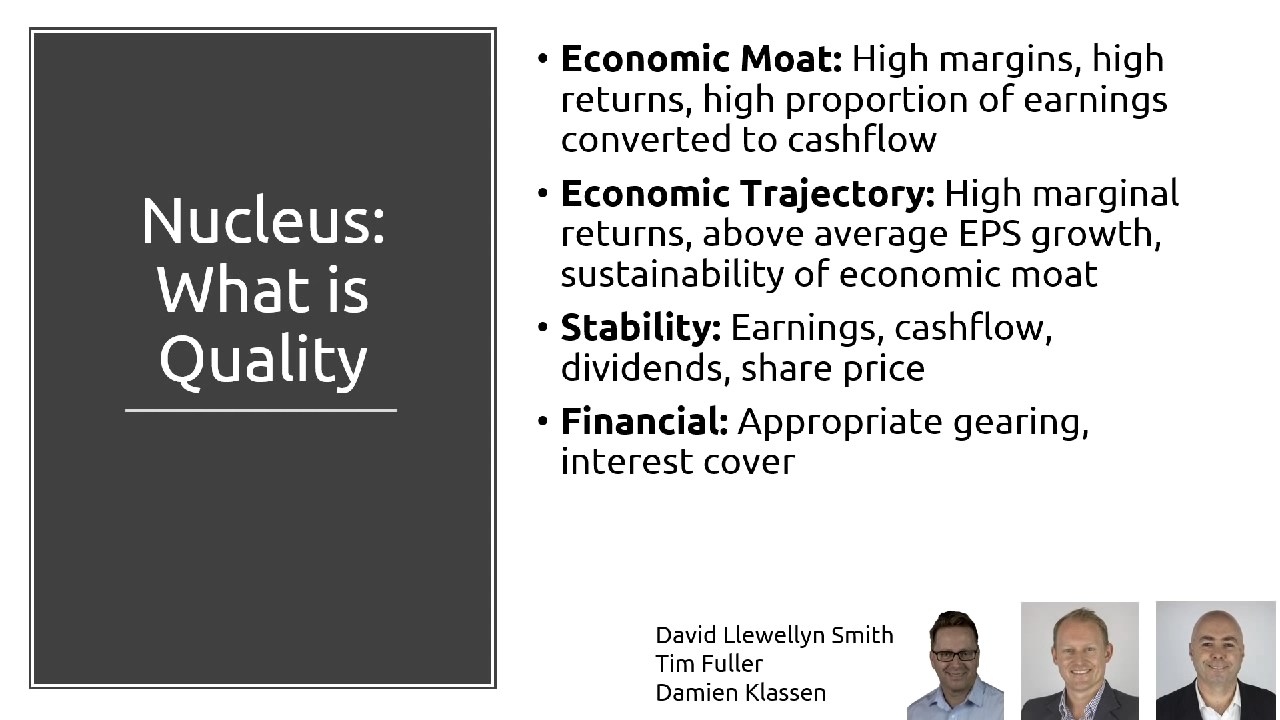 Nucleus:
What is
Quality
• Economic Moat: High margins, high
returns, high proportion of earnings
converted to cashflow
• Economic Trajectory: High marginal
returns, above average EPS growth,
sustainability of economic moat
• Stability: Earnings, cashflow,
dividends, share price
• Financial: Appropriate gearing,
interest cover
David Llewellyn Smith
Tim Fuller
Damien Klassen